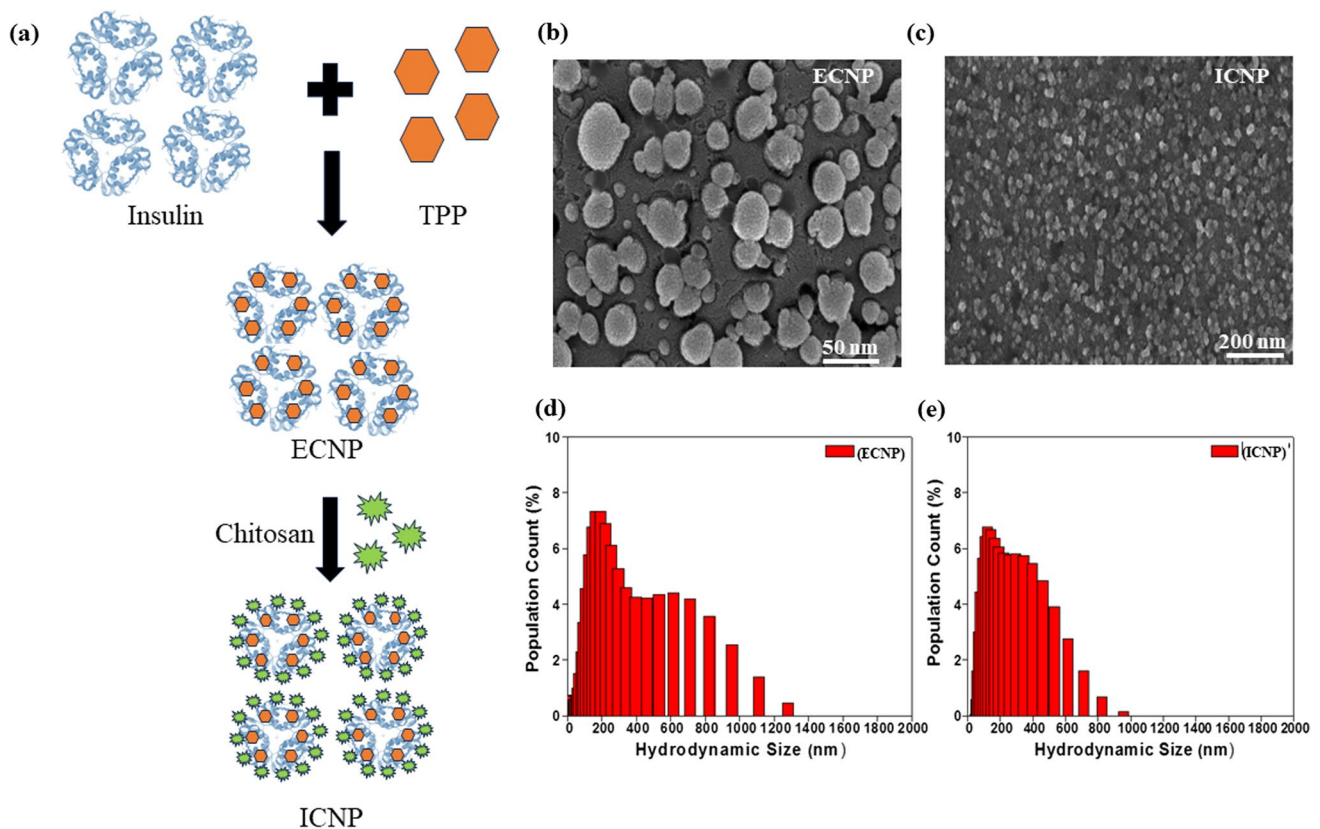 (a)
Insulin
TPP
ECNP
Chitosan
ICNP
(b)
ECNP
50 nm
(c)
ICNP
200 nm
(d)
10
8
6
4
2
0
Population Count (%)
(ECNP)
0 200 400 600 800 1000 1200 1400 1600 1800 2000
Hydrodynamic Size (nm)
(e)
10
8
6
4
2
0
Population Count (%)
(ICNP)
0 200 400 600 800 1000 1200 1400 1600 1800 2000
Hydrodynamic Size (nm)